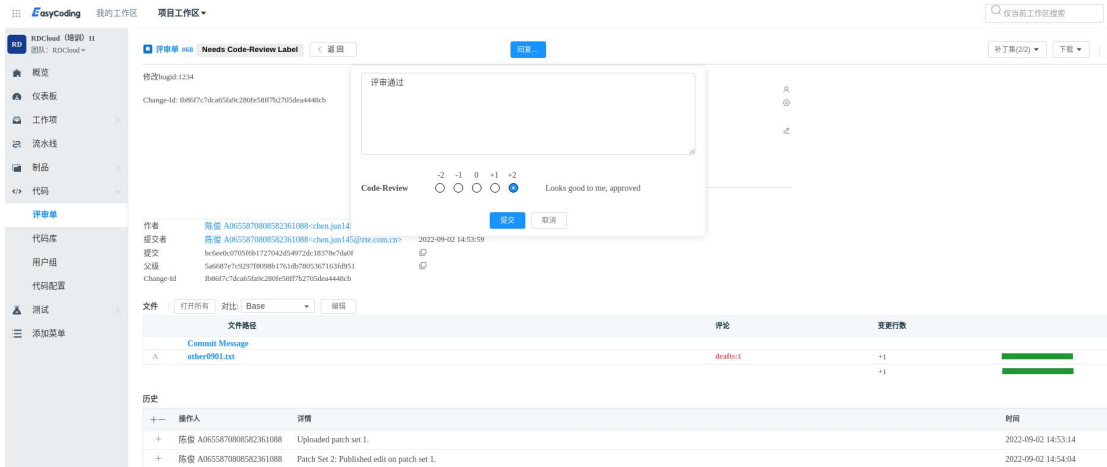 EasyCoding 我的工作区 项目工作区 仅当前工作区搜索
RD RDCloud（培训）11
团队：RDCloud
评审单 #68 Needs Code-Review Label < 返回 回复... 补丁集(2/2) 下载
概览
仪表板
工作项
流水线
制品
代码
评审单
代码库
用户组
代码配置
测试
添加菜单
修改bugid:1234
Change-Id: Ib86f7c7dca65fa9c280fe58ff7b2705dea4448cb
评审通过
-2 -1 0 +1 +2
Code-Review Looks good to me, approved
提交 取消
作者 陈俊 A0655870808582361088<chen.jun14
提交者 陈俊 A0655870808582361088<chen.jun145@zte.com.cn> 2022-09-02 14:53:59
提交 bc6ee0c0705f6b1727042d54972dc18378e7da0f
父级 5a6687e7c9297f8098b1761db7805367163fd951
Change-Id Ib86f7c7dca65fa9c280fe58ff7b2705dea4448cb
文件 打开所有 对比: Base 编辑
文件路径 评论 变更行数
Commit Message
A other0901.txt drafts:1 +1
+1
历史
+— 操作人 详情 时间
+ 陈俊 A0655870808582361088 Uploaded patch set 1. 2022-09-02 14:53:14
+ 陈俊 A0655870808582361088 Patch Set 2: Published edit on patch set 1. 2022-09-02 14:54:04